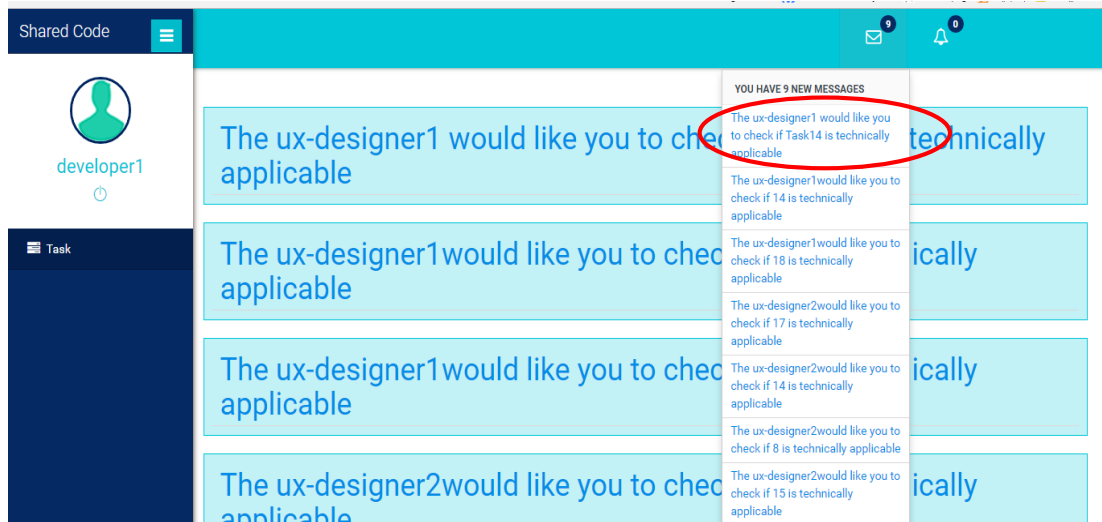 Shared Code
9
0
developer1
Task
YOU HAVE 9 NEW MESSAGES
The ux-designer1 would like you
to check if Task14 is technically
applicable
The ux-designer1would like you to
check if 14 is technically
applicable
The ux-designer1would like you to
check if 18 is technically
applicable
The ux-designer2would like you to
check if 17 is technically
applicable
The ux-designer2would like you to
check if 14 is technically
applicable
The ux-designer2would like you to
check if 8 is technically applicable
The ux-designer2would like you to
check if 15 is technically
applicable
The ux-designer1 would like you to chec technically
applicable
The ux-designer1would like you to chec ically
applicable
The ux-designer1would like you to chec ically
applicable
The ux-designer2would like you to chec ically
applicable